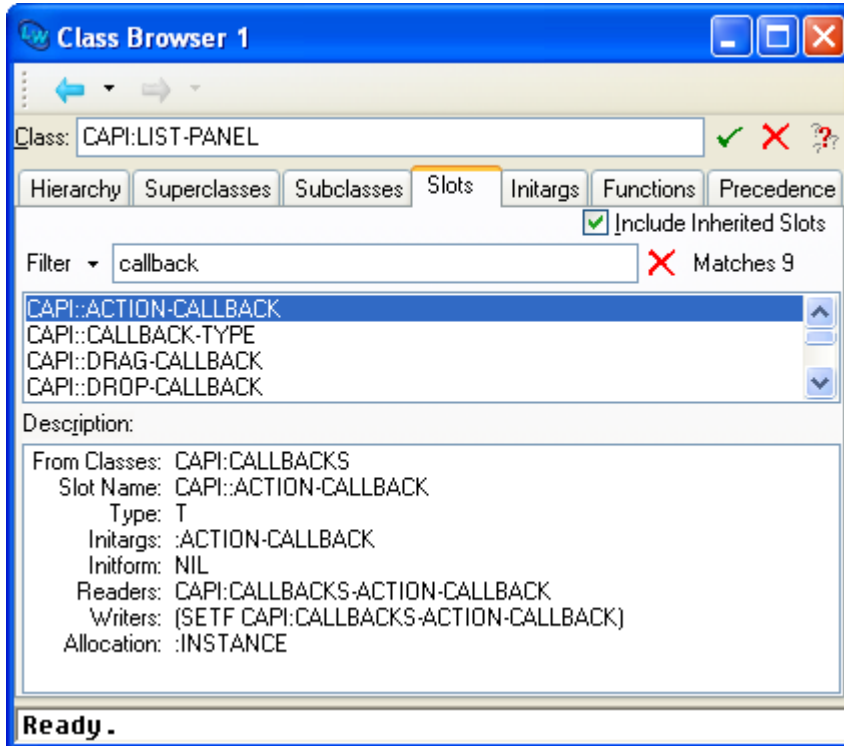 Class Browser 1
Class: CAPI:LIST-PANEL
Hierarchy Superclasses Subclasses Slots Initargs Functions Precedence
Include Inherited Slots
Filter callback Matches 9
CAPI::ACTION-CALLBACK
CAPI::CALLBACK-TYPE
CAPI::DRAG-CALLBACK
CAPI::DROP-CALLBACK
Description:
From Classes: CAPI:CALLBACKS
Slot Name: CAPI::ACTION-CALLBACK
Type: T
Initargs: :ACTION-CALLBACK
Initform: NIL
Readers: CAPI:CALLBACKS-ACTION-CALLBACK
Writers: (SETF CAPI:CALLBACKS-ACTION-CALLBACK)
Allocation: :INSTANCE
Ready.